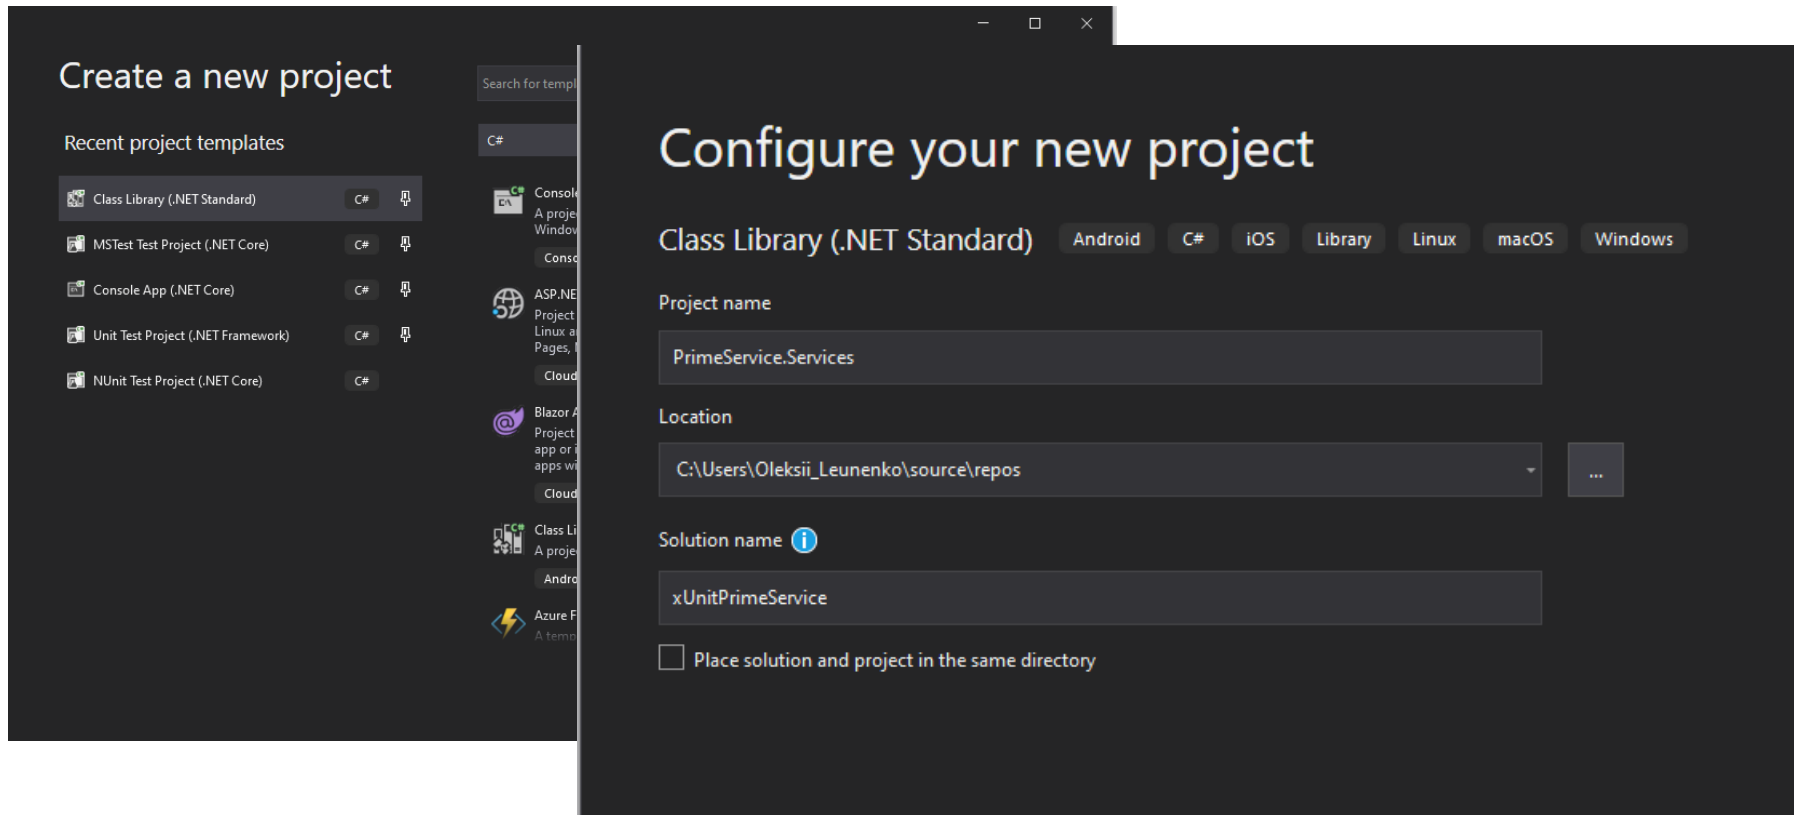 Create a new project
Recent project templates
Class Library (.NET Standard) C#
MSTest Test Project (.NET Core) C#
Console App (.NET Core) C#
Unit Test Project (.NET Framework) C#
NUnit Test Project (.NET Core) C#
Search for templ
C#
C#
C:\
Console
A proje
Window
Conso
ASP.NE
Project
Linux a
Pages,
Cloud
Blazor A
Project
app or i
apps wi
Cloud
C#
Class Li
A proje
Andro
Azure F
A temp
Configure your new project
Class Library (.NET Standard) Android C# iOS Library Linux macOS Windows
Project name
PrimeService.Services
Location
C:\Users\Oleksii_Leunenko\source\repos
...
Solution name
xUnitPrimeService
Place solution and project in the same directory